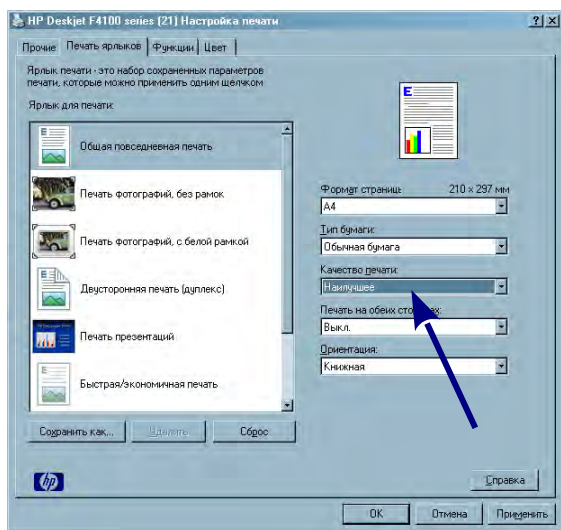 HP Deskjet F4100 series (21) Настройка печати
Прочие Печать ярлыков Функции Цвет
Ярлык печати - это набор сохраненных параметров
печати, которые можно применить одним щелчком
Ярлык для печати:
Общая повседневная печать
Печать фотографий, без рамок
Печать фотографий, с белой рамкой
Двусторонняя печать (дуплекс)
Печать презентаций
Быстрая/экономичная печать
Сохранить как... Удалить Сброс
Формат страниц: 210 × 297 мм
A4
Тип бумаги:
Обычная бумага
Качество печати:
Наилучшее
Печать на обеих
Выкл.
Ориентация:
Книжная
hp
Справка
OK Отмена Применить